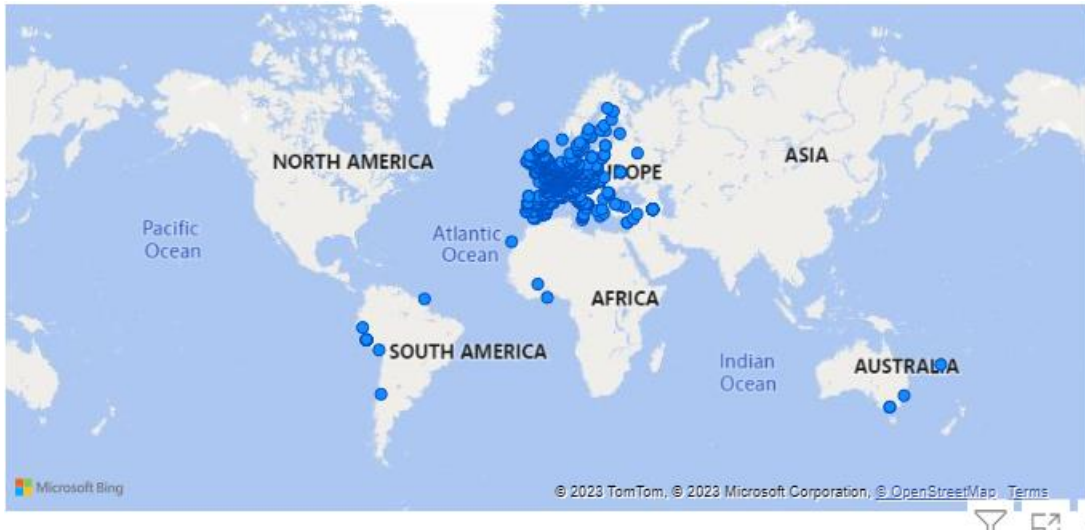 NORTH AMERICA
ASIA
EUROPE
Pacific
Ocean
Atlantic
Ocean
AFRICA
SOUTH AMERICA
Indian
Ocean
AUSTRALIA
Microsoft Bing
© 2023 TomTom, © 2023 Microsoft Corporation, © OpenStreetMap Terms